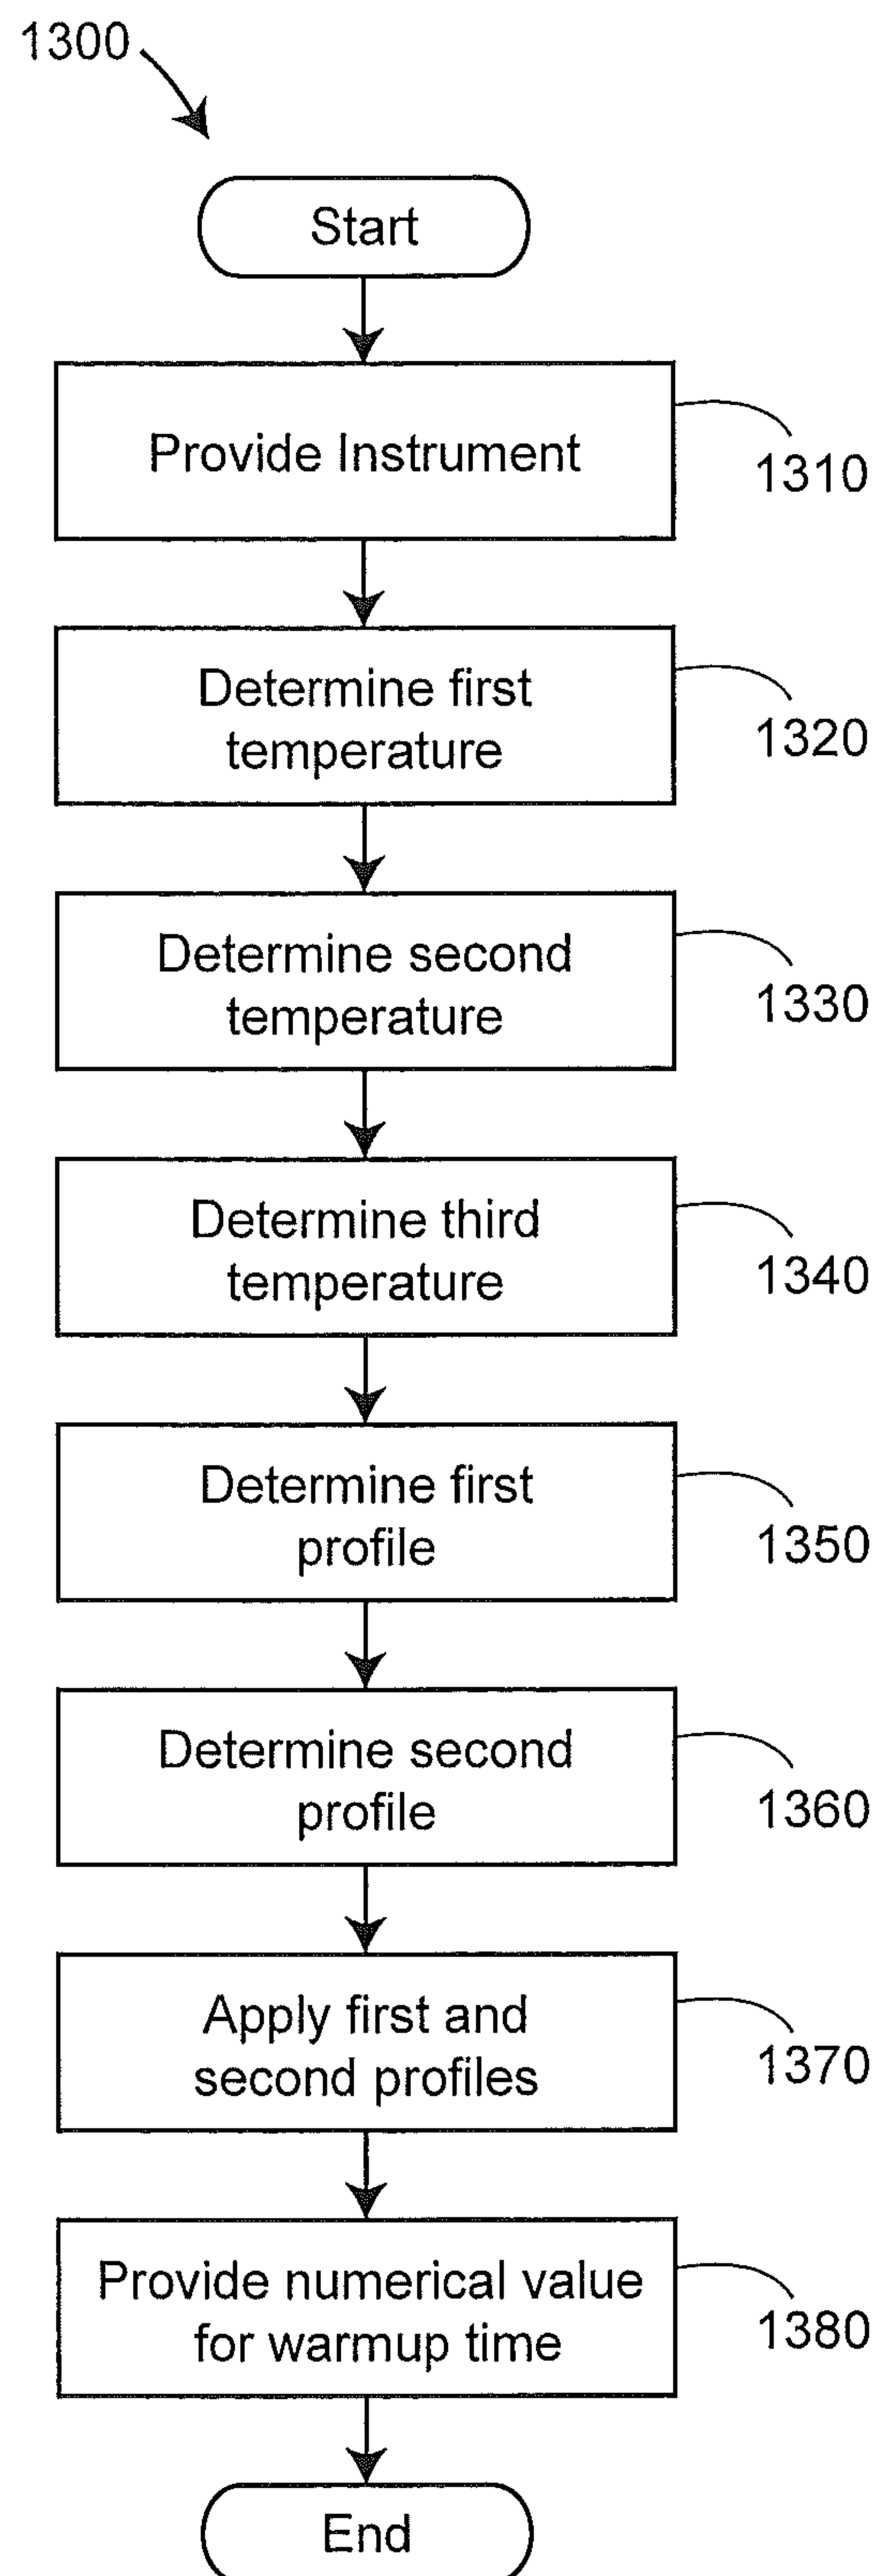 1300
Start
Provide Instrument
1310
Determine first
temperature
1320
Determine second
temperature
1330
Determine third
temperature
1340
Determine first
profile
1350
Determine second
profile
1360
Apply first and
second profiles
1370
Provide numerical value
for warmup time
1380
End